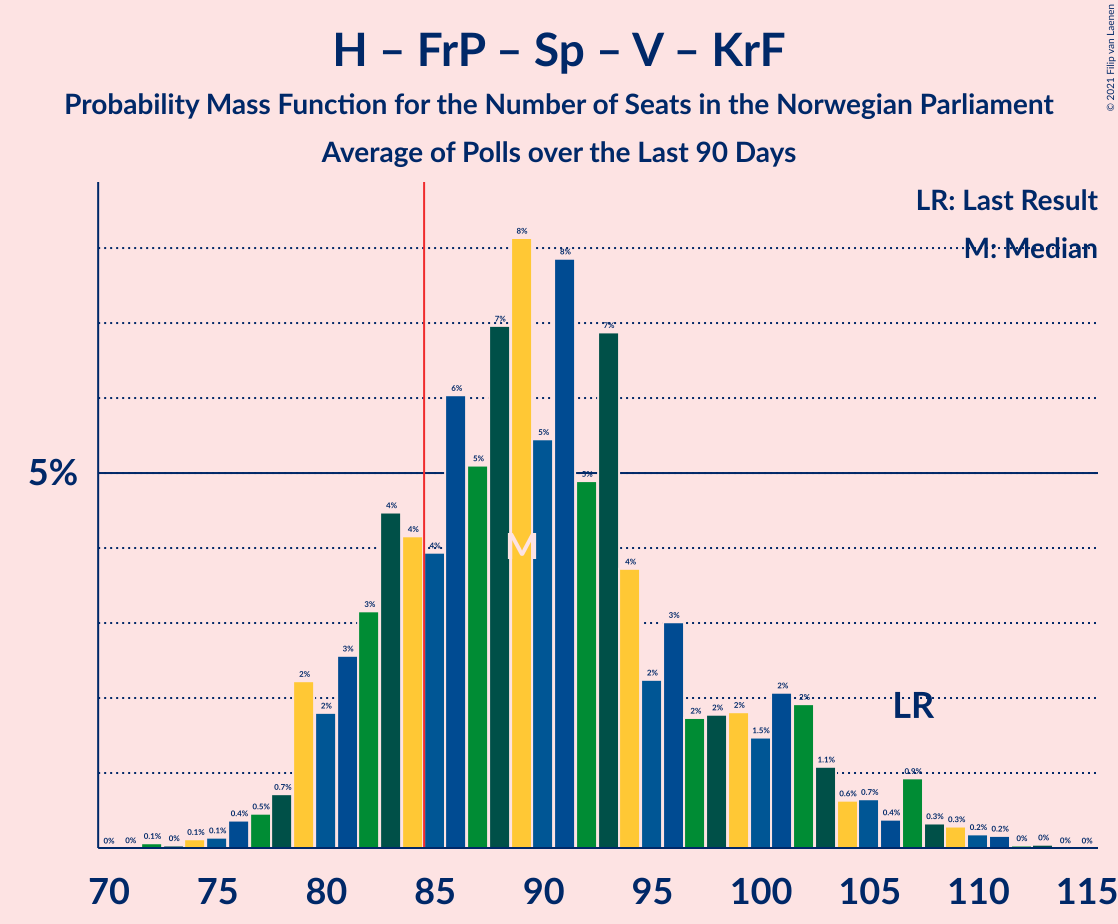 H – FrP – Sp – V – KrF
Probability Mass Function for the Number of Seats in the Norwegian Parliament
Average of Polls over the Last 90 Days
© 2021 Filip van Laenen
LR: Last Result
M: Median
5%
0% 0% 0.1% 0% 0.1% 0.1% 0.4% 0.5% 0.7% 2% 2% 3% 3% 4% 4% 4% 6% 5% 7% 8% 5% 8% 5% 7% 4% 2% 3% 2% 2% 2% 1.5% 2% 2% 1.1% 0.6% 0.7% 0.4% 0.9% 0.3% 0.3% 0.2% 0.2% 0% 0% 0% 0%
M
LR
70 75 80 85 90 95 100 105 110 115